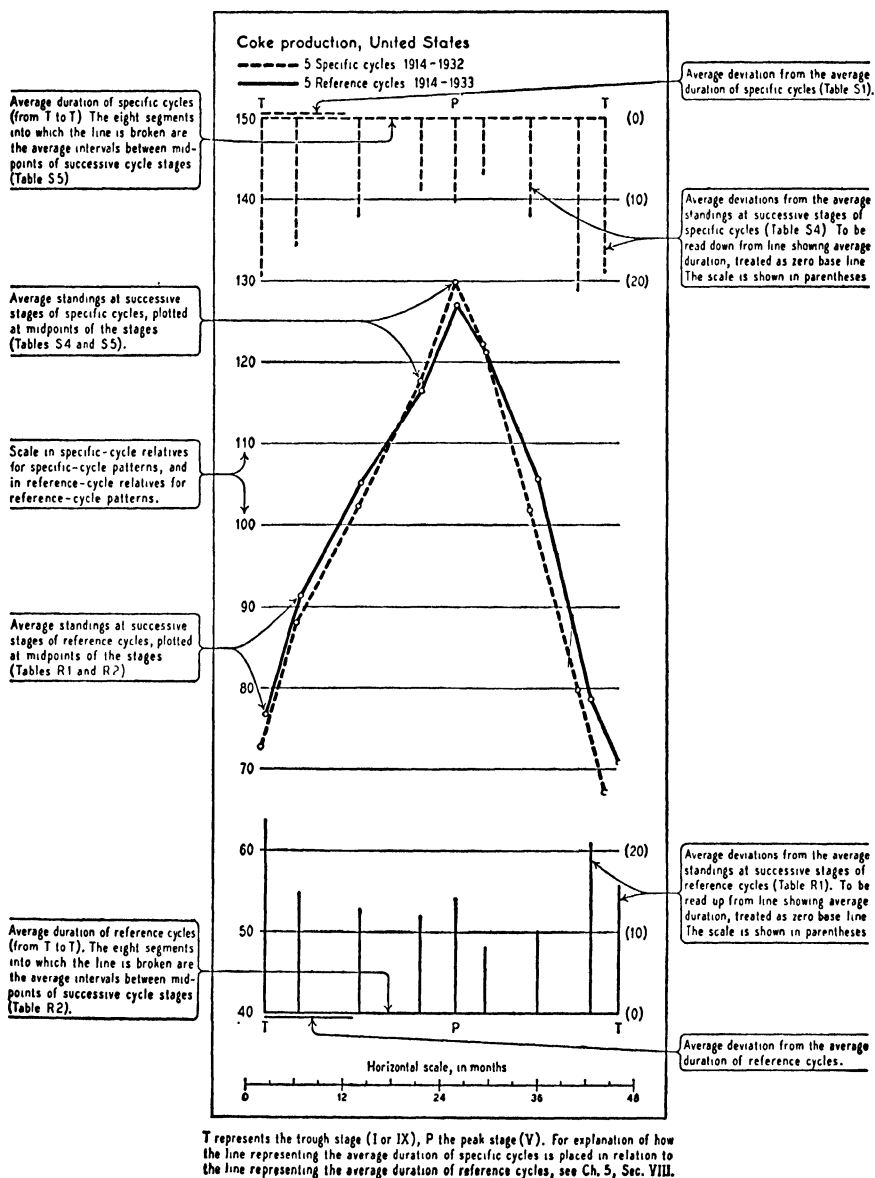 Coke production, United States
5 Specific cycles 1914-1932
5 Reference cycles 1914-1933
T
P
T
150
140
130
120
110
100
90
80
70
60
50
40
(0)
(10)
(20)
(20)
(10)
(0)
T
P
T
Horizontal scale, in months
0
12
24
36
48
Average duration of specific cycles
(from T to T) The eight segments
into which the line is broken are
the average intervals between mid-
points of successive cycle stages
(Table S5)
Average standings at successive
stages of specific cycles, plotted
at midpoints of the stages
(Tables S4 and S5).
Scale in specific-cycle relatives
for specific-cycle patterns, and
in reference-cycle relatives for
reference-cycle patterns.
Average standings at successive
stages of reference cycles, plotted
at midpoints of the stages
(Tables R1 and R2)
Average duration of reference cycles
(from T to T). The eight segments
into which the line is broken are
the average intervals between mid-
points of successive cycle stages
(Table R2).
Average deviation from the average
duration of specific cycles (Table S1).
Average deviations from the average
standings at successive stages of
specific cycles (Table S4) To be
read down from line showing average
duration, treated as zero base line
The scale is shown in parentheses
Average deviations from the average
standings at successive stages of
reference cycles (Table R1). To be
read up from line showing average
duration, treated as zero base line
The scale is shown in parentheses
Average deviation from the average
duration of reference cycles.
T represents the trough stage (I or IX), P the peak stage (V). For explanation of how
the line representing the average duration of specific cycles is placed in relation to
the line representing the average duration of reference cycles, see Ch. 5, Sec. VIII.